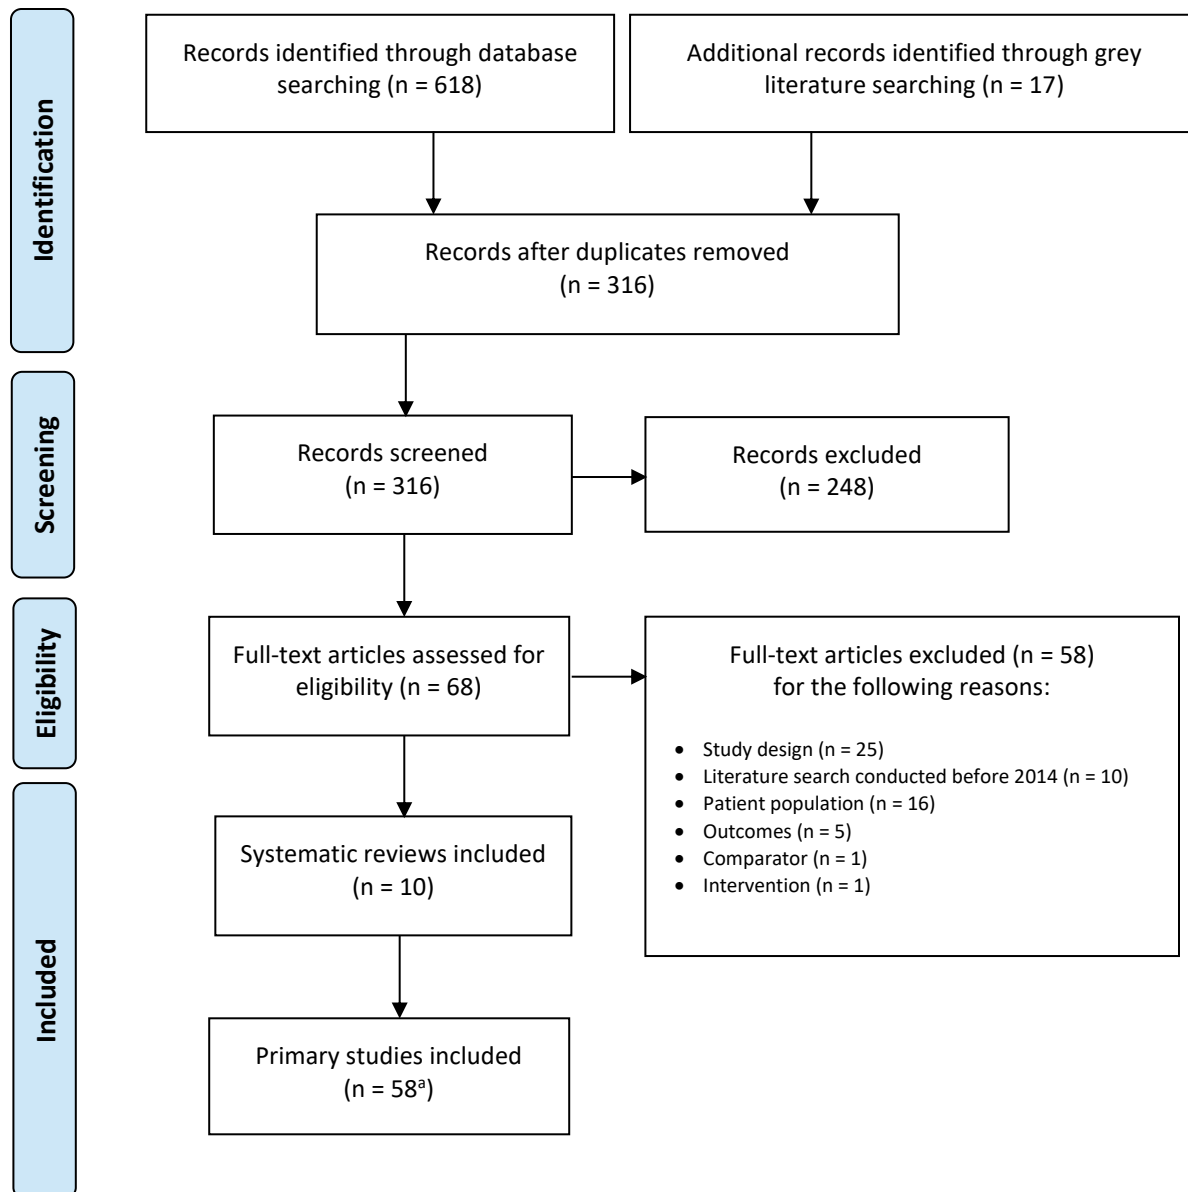 Identification
Records identified through database
searching (n = 618)
Additional records identified through grey
literature searching (n = 17)
Records after duplicates removed
(n = 316)
Screening
Records screened
(n = 316)
Records excluded
(n = 248)
Eligibility
Full-text articles assessed for
eligibility (n = 68)
Full-text articles excluded (n = 58)
for the following reasons:
• Study design (n = 25)
• Literature search conducted before 2014 (n = 10)
• Patient population (n = 16)
• Outcomes (n = 5)
• Comparator (n = 1)
• Intervention (n = 1)
Included
Systematic reviews included
(n = 10)
Primary studies included
(n = 58ᵃ)